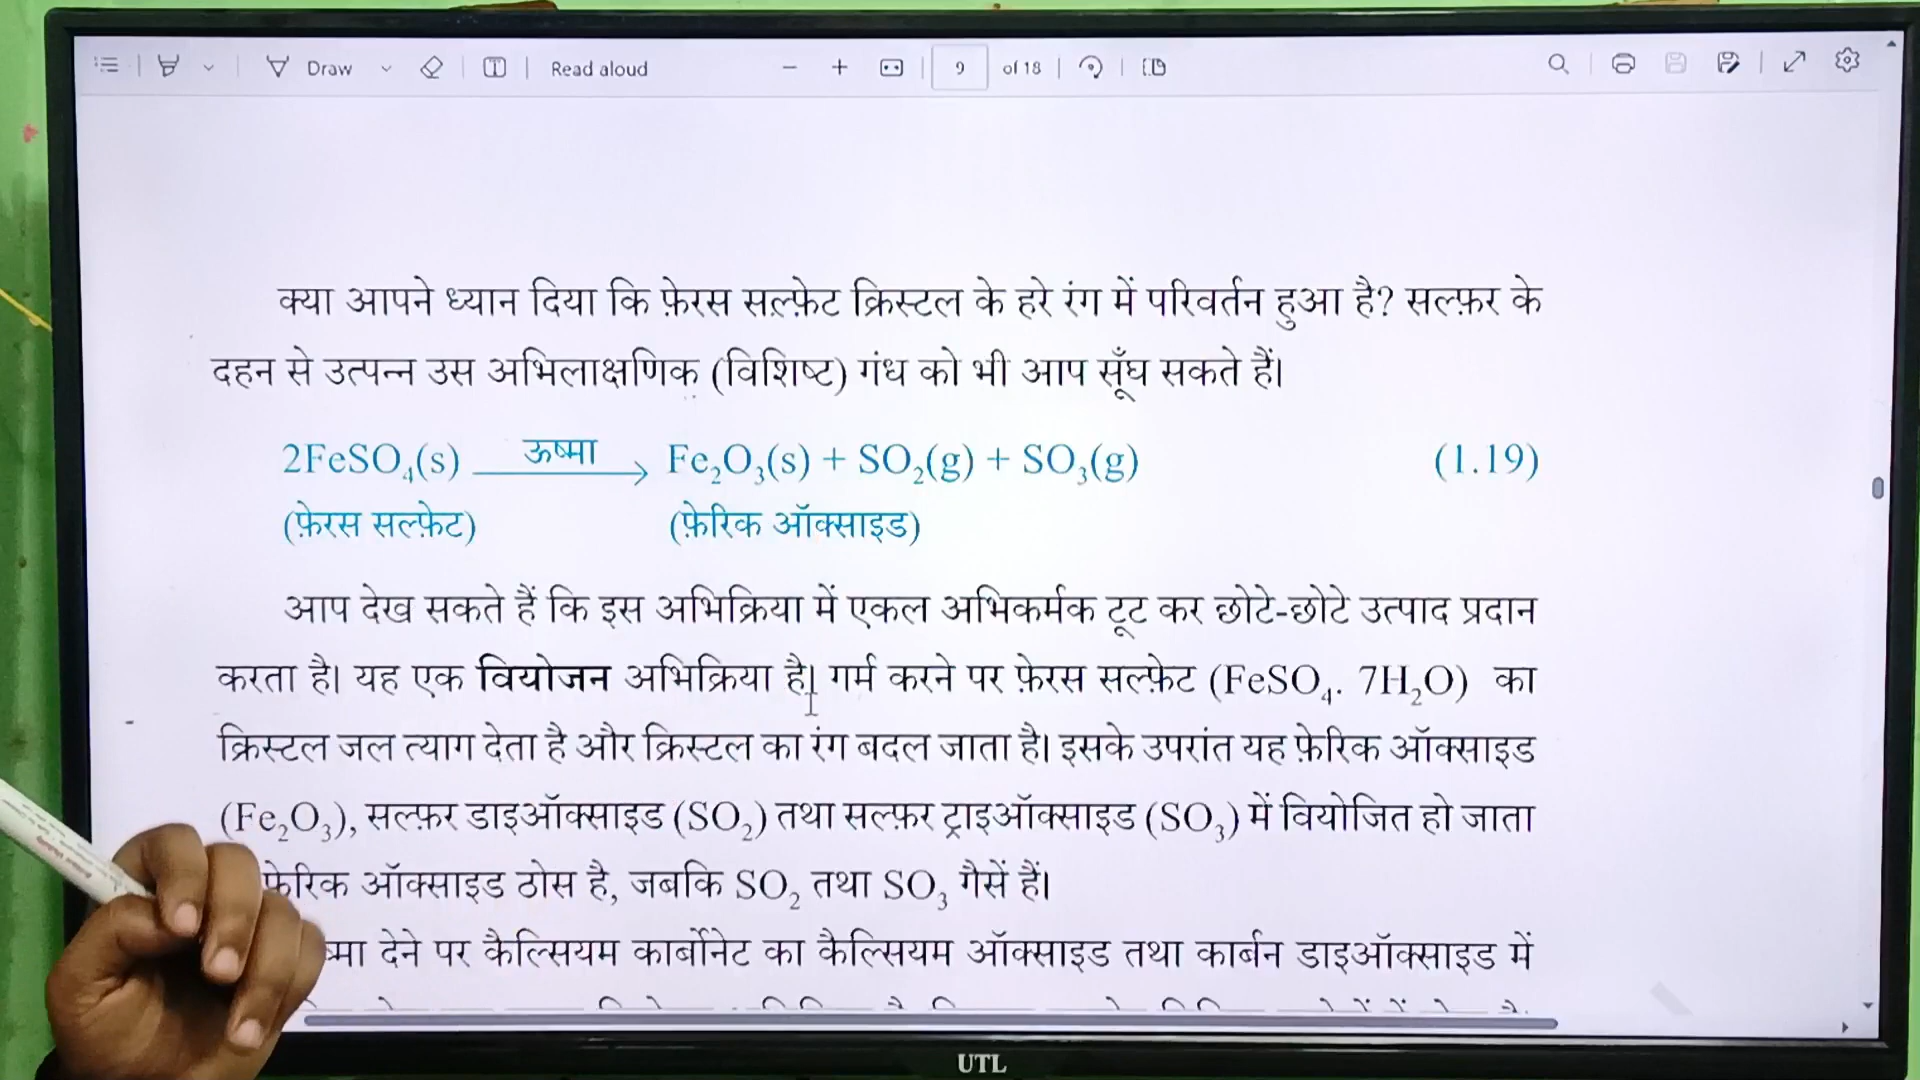 Draw Read aloud 9 of 18
क्या आपने ध्यान दिया कि फ़ेरस सल्फ़ेट क्रिस्टल के हरे रंग में परिवर्तन हुआ है? सल्फ़र के
दहन से उत्पन्न उस अभिलाक्षणिक (विशिष्ट) गंध को भी आप सूँघ सकते हैं।
2FeSO₄(s) ऊष्मा → Fe₂O₃(s) + SO₂(g) + SO₃(g) (1.19)
(फ़ेरस सल्फ़ेट) (फ़ेरिक ऑक्साइड)
आप देख सकते हैं कि इस अभिक्रिया में एकल अभिकर्मक टूट कर छोटे-छोटे उत्पाद प्रदान
करता है। यह एक वियोजन अभिक्रिया है। गर्म करने पर फ़ेरस सल्फ़ेट (FeSO₄. 7H₂O) का
क्रिस्टल जल त्याग देता है और क्रिस्टल का रंग बदल जाता है। इसके उपरांत यह फ़ेरिक ऑक्साइड
(Fe₂O₃), सल्फ़र डाइऑक्साइड (SO₂) तथा सल्फ़र ट्राइऑक्साइड (SO₃) में वियोजित हो जाता
फ़ेरिक ऑक्साइड ठोस है, जबकि SO₂ तथा SO₃ गैसें हैं।
देने पर कैल्सियम कार्बोनेट का कैल्सियम ऑक्साइड तथा कार्बन डाइऑक्साइड में
UTL